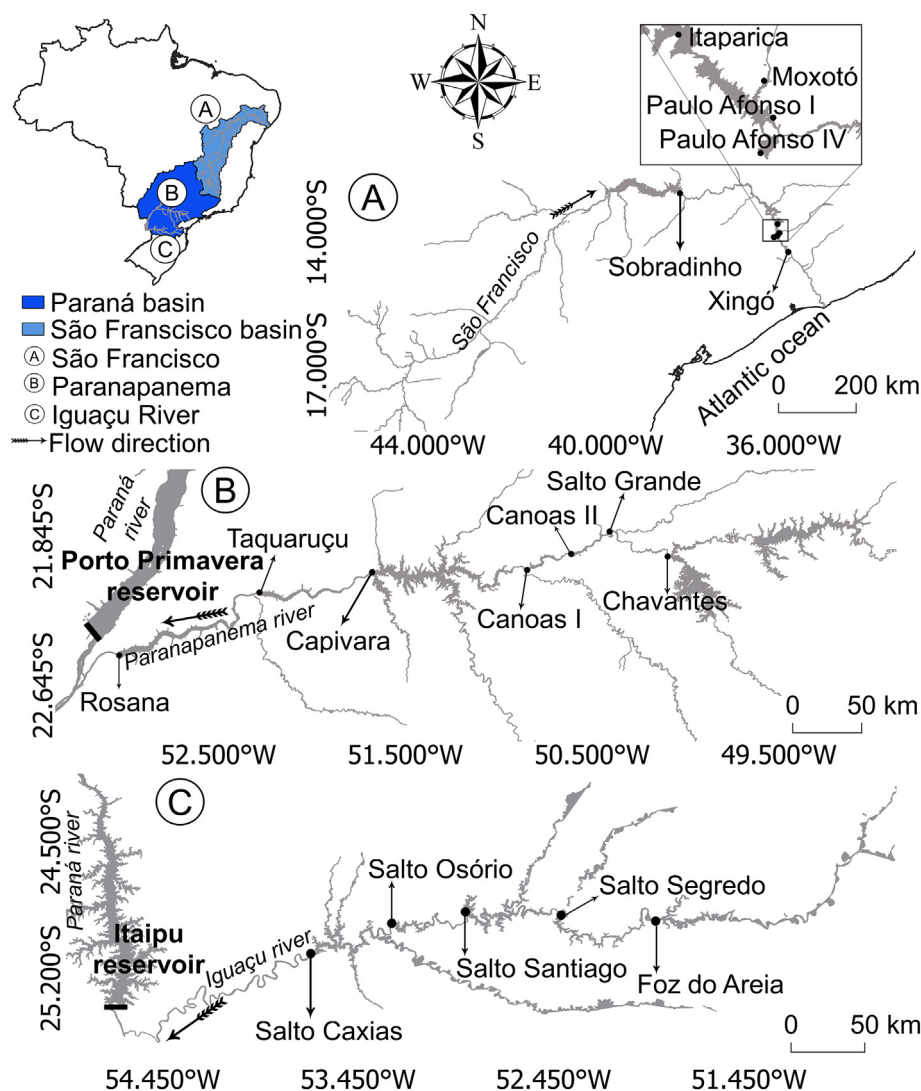 A
B
C
Paraná basin
São Franscisco basin
A São Francisco
B Paranapanema
C Iguaçu River
Flow direction
N
W
E
S
Itaparica
Moxotó
Paulo Afonso I
Paulo Afonso IV
A
14.000°S
17.000°S
São Francisco
Sobradinho
Xingó
Atlantic ocean
0 200 km
44.000°W 40.000°W 36.000°W
B
21.845°S
22.645°S
Paraná
river
Porto Primavera
reservoir
Taquaruçu
Salto Grande
Canoas II
Canoas I
Chavantes
Capivara
Paranapanema river
Rosana
0 50 km
52.500°W 51.500°W 50.500°W 49.500°W
C
24.500°S
25.200°S
Paraná river
Itaipu
reservoir
Iguaçu river
Salto Osório
Salto Segredo
Salto Santiago
Foz do Areia
Salto Caxias
0 50 km
54.450°W 53.450°W 52.450°W 51.450°W